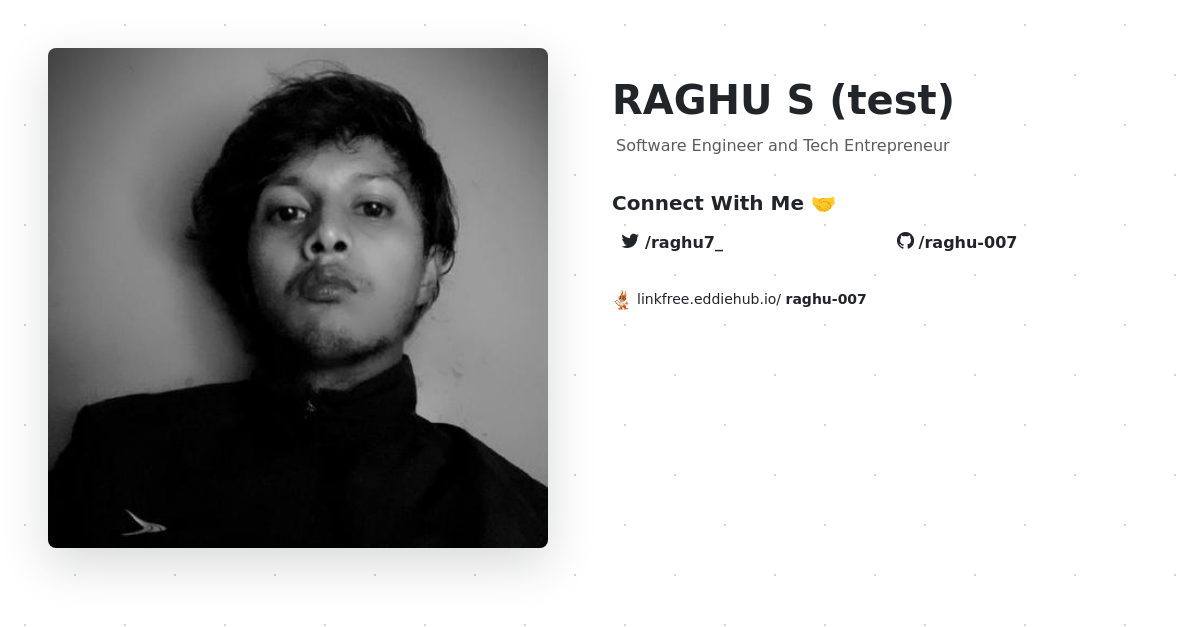 RAGHU S (test)
Software Engineer and Tech Entrepreneur
Connect With Me 🤝
/raghu7_
/raghu-007
linkfree.eddiehub.io/ raghu-007